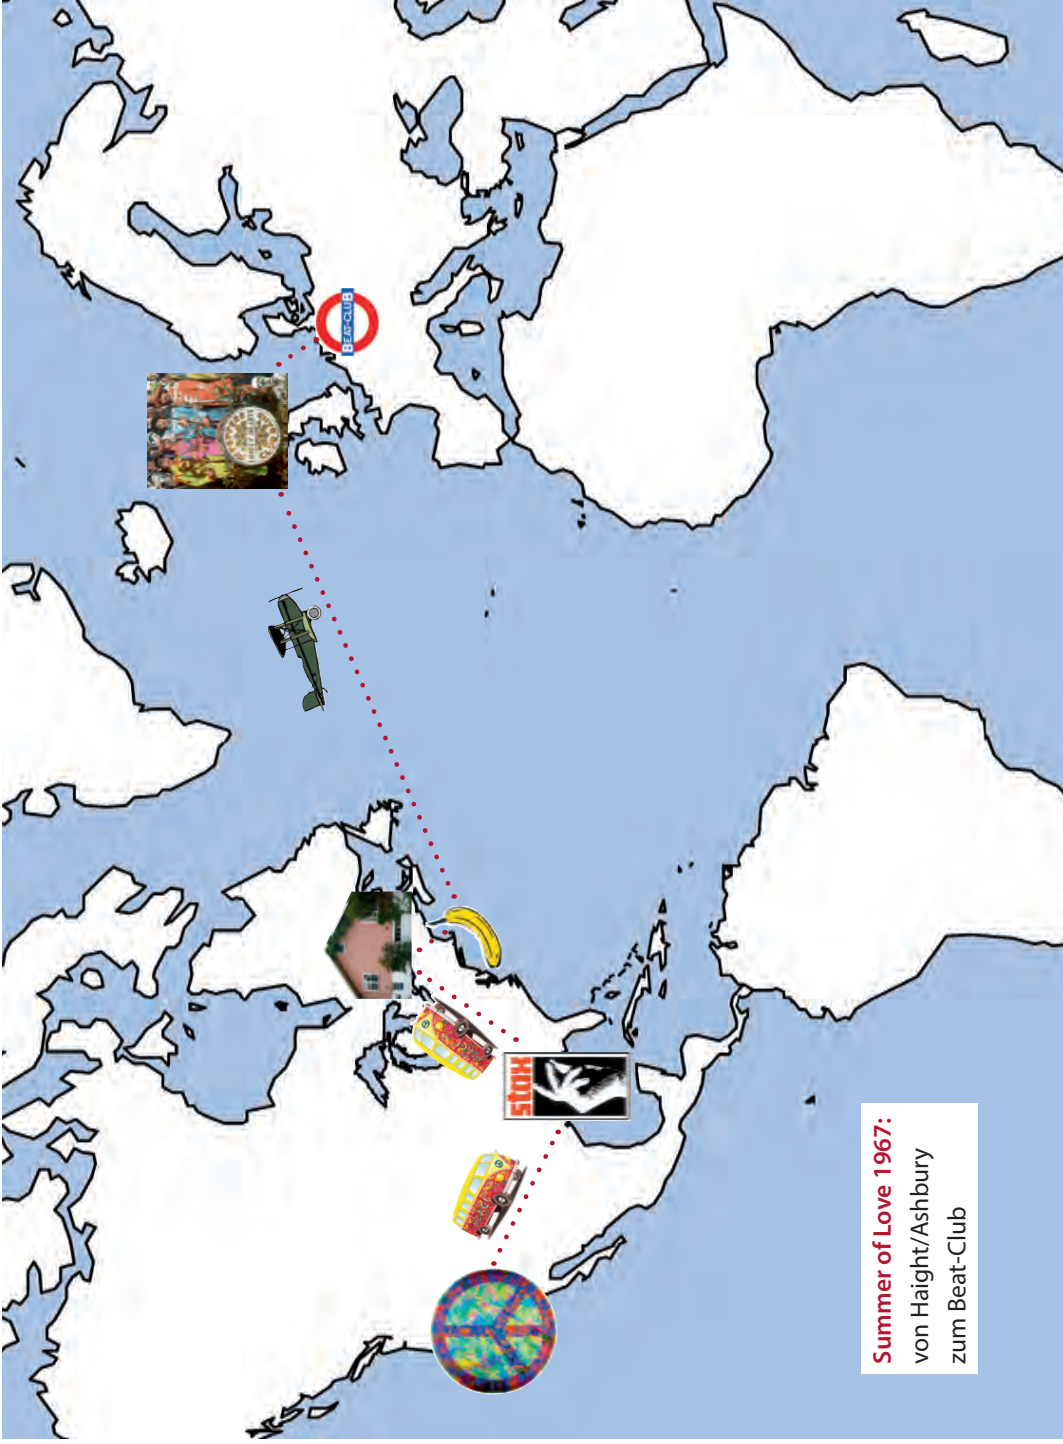 Summer of Love 1967:
von Haight/Ashbury
zum Beat-Club
stax
BEAT-CLUB